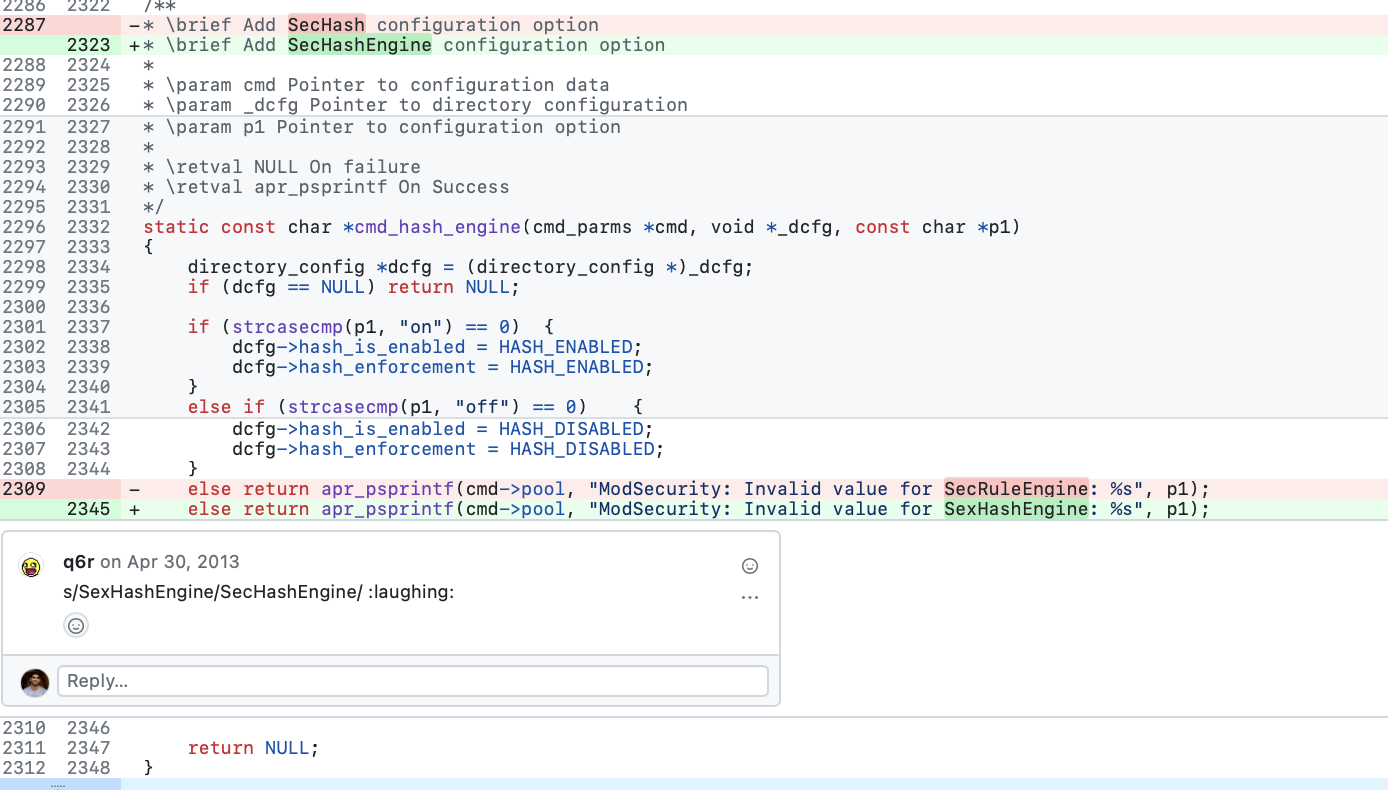 2286 2322 /**
2287 -* \brief Add SecHash configuration option
2323 +* \brief Add SecHashEngine configuration option
2288 2324 *
2289 2325 * \param cmd Pointer to configuration data
2290 2326 * \param _dcfg Pointer to directory configuration
2291 2327 * \param p1 Pointer to configuration option
2292 2328 *
2293 2329 * \retval NULL On failure
2294 2330 * \retval apr_psprintf On Success
2295 2331 */
2296 2332 static const char *cmd_hash_engine(cmd_parms *cmd, void *_dcfg, const char *p1)
2297 2333 {
2298 2334 directory_config *dcfg = (directory_config *)_dcfg;
2299 2335 if (dcfg == NULL) return NULL;
2300 2336
2301 2337 if (strcasecmp(p1, "on") == 0)  {
2302 2338 dcfg->hash_is_enabled = HASH_ENABLED;
2303 2339 dcfg->hash_enforcement = HASH_ENABLED;
2304 2340 }
2305 2341 else if (strcasecmp(p1, "off") == 0)    {
2306 2342 dcfg->hash_is_enabled = HASH_DISABLED;
2307 2343 dcfg->hash_enforcement = HASH_DISABLED;
2308 2344 }
2309 - else return apr_psprintf(cmd->pool, "ModSecurity: Invalid value for SecRuleEngine: %s", p1);
2345 + else return apr_psprintf(cmd->pool, "ModSecurity: Invalid value for SexHashEngine: %s", p1);
q6r on Apr 30, 2013
s/SexHashEngine/SecHashEngine/ :laughing:
Reply...
2310 2346
2311 2347 return NULL;
2312 2348 }